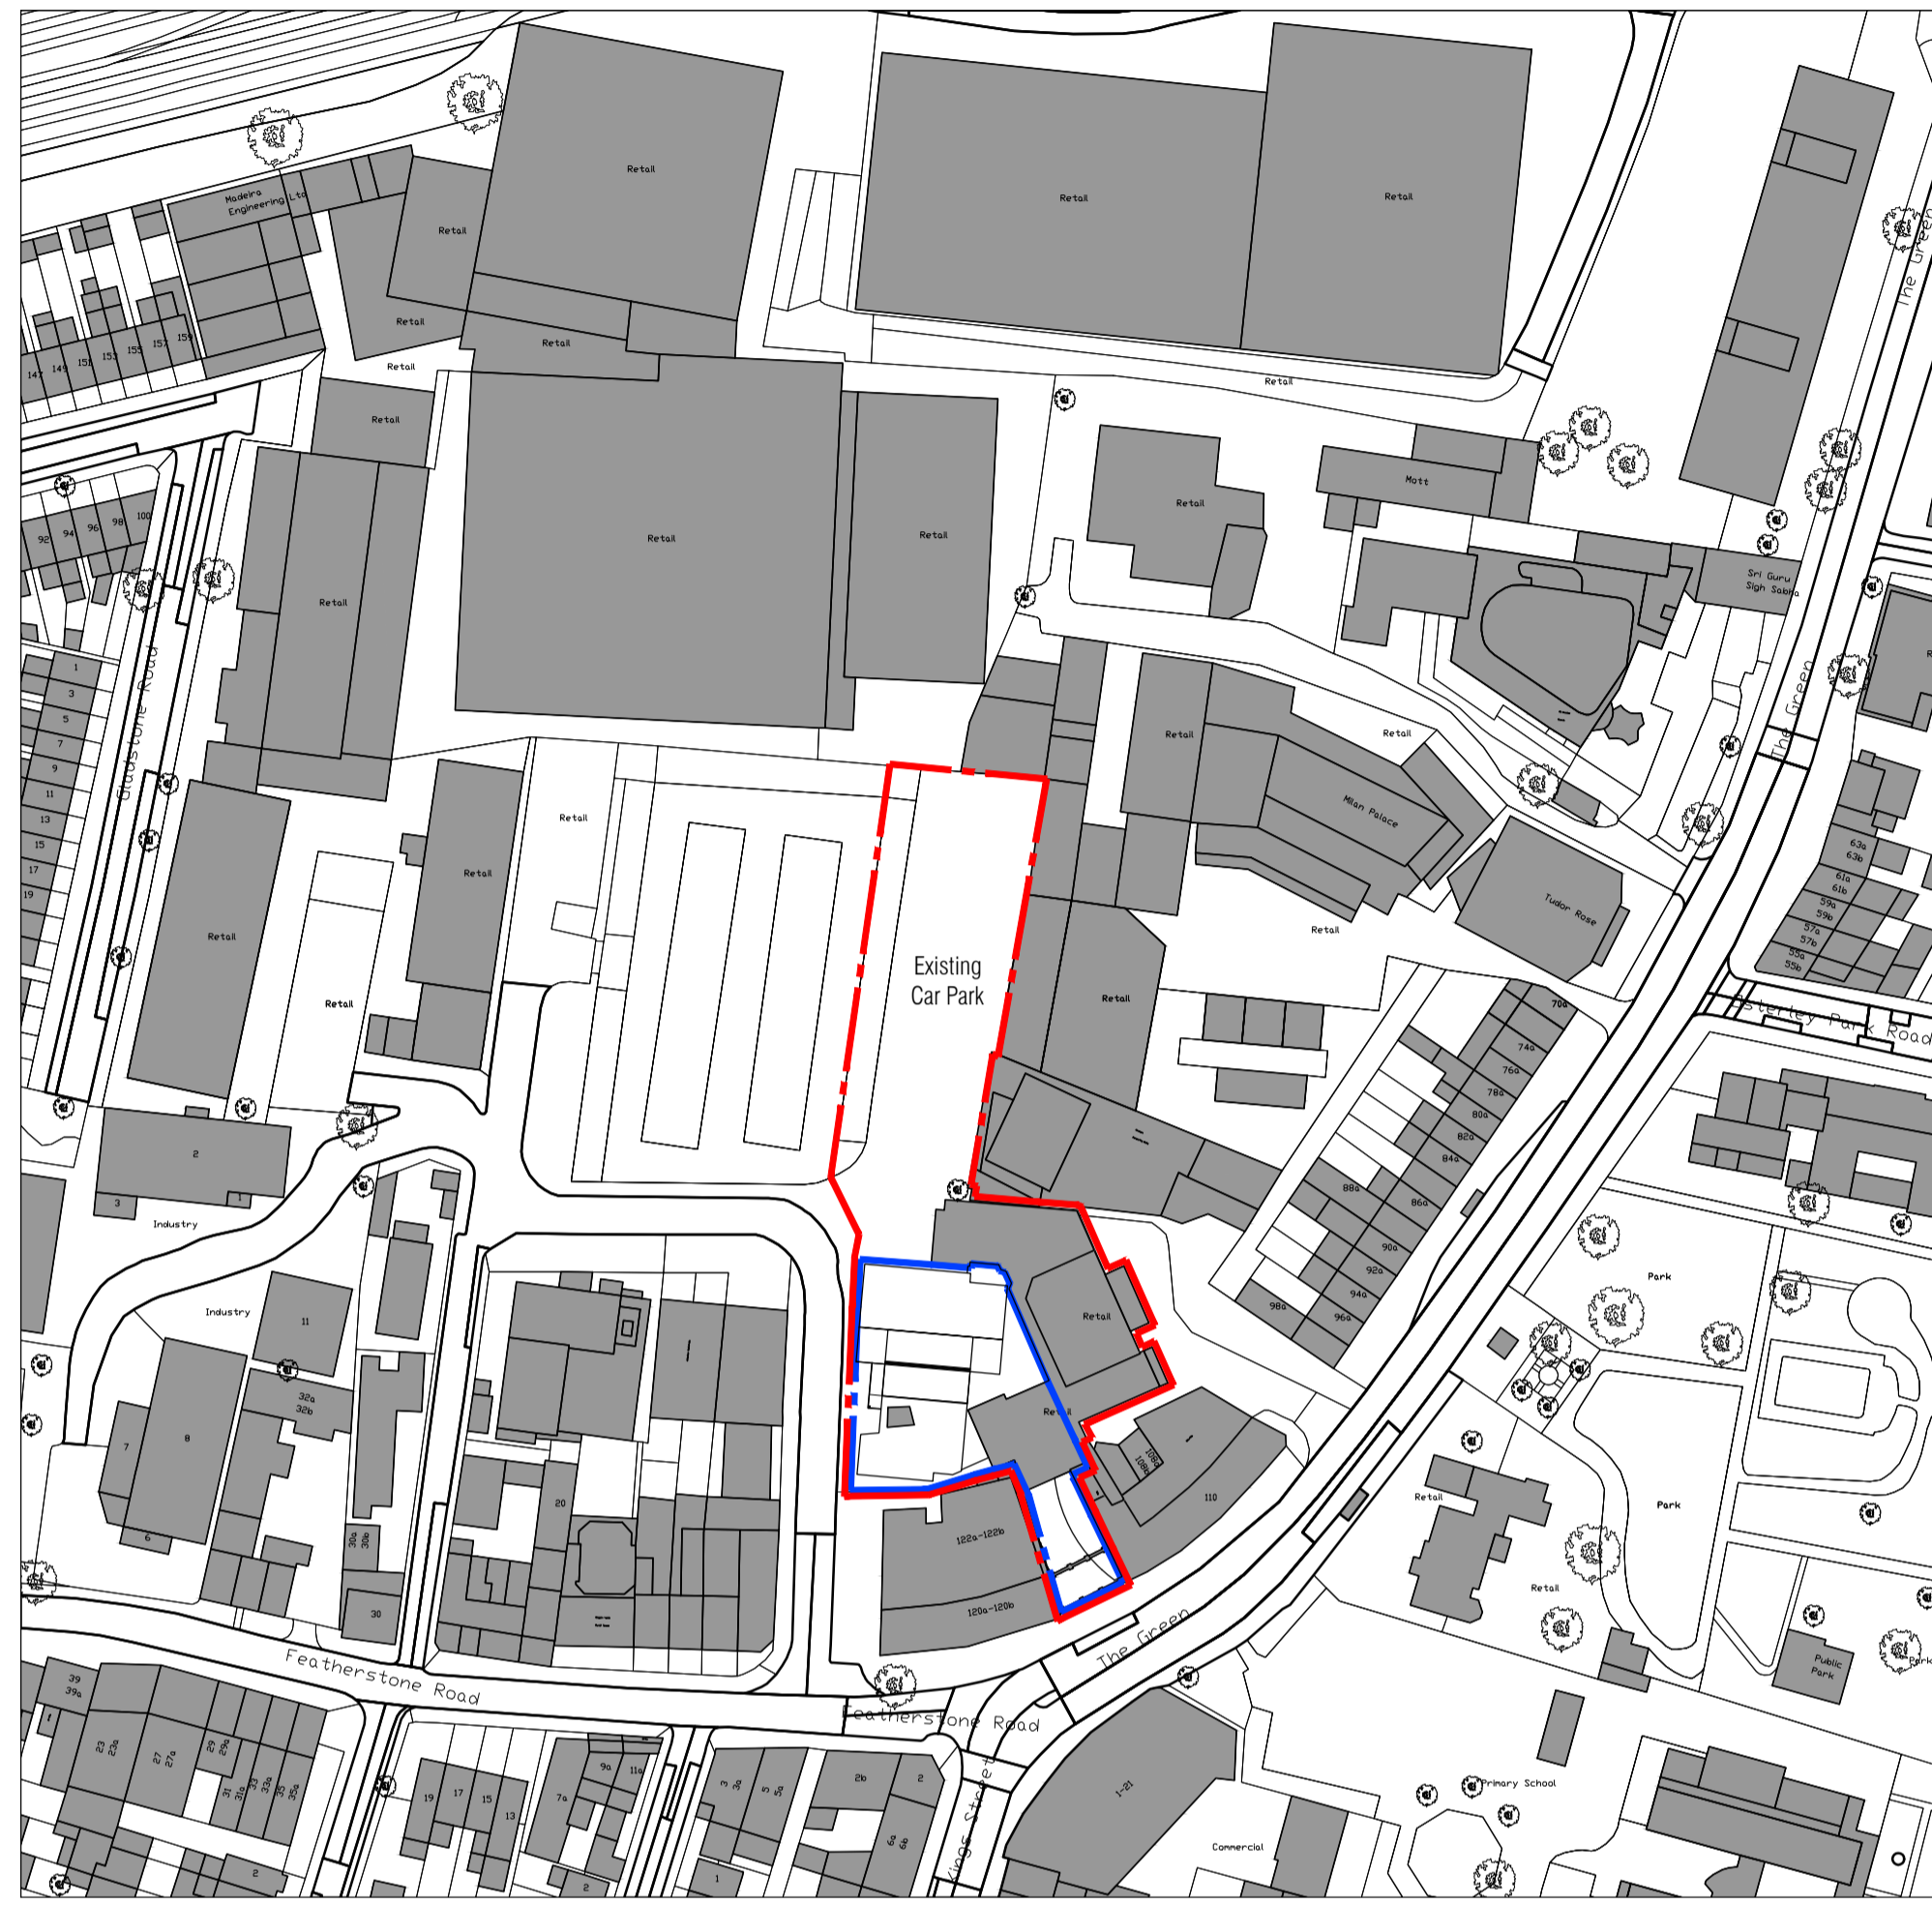 Retail
Retail
Retail
Madeira
Engineering Ltd
The Green
Retail
Retail
Retail
Retail
Retail
147
149
151
153
155
157
159
Retail
Mott
Retail
Retail
Retail
92
94
96
98
100
Sri Guru
Sigh Sabha
Retail
1
3
5
7
9
11
13
15
17
19
Gladstone Road
The Green
Retail
Retail
Milan Palace
Retail
Retail
Tudor Rose
Retail
63a
63b
61a
61b
59a
59b
57a
57b
55a
55b
Existing
Car Park
Retail
Retail
Retail
70a
74a
76a
78a
80a
82a
84a
86a
88a
90a
92a
94a
96a
98a
2
3
1
Industry
Industry
11
Park
Retail
Retail
32a
32b
7
8
6
20
30a
30b
30
108a
108b
110
122a-122b
120a-120b
Retail
Park
Retail
Public
Park
Featherstone Road
The Green
Featherstone Road
39
39a
1
23
23a
27
27a
29
29a
31
31a
33
33a
35
35a
2
19
17
15
13
7a
9a
11a
2
3
3a
5
5a
1
2b
2
6a
6b
Kings Street
1-21
Primary School
Commercial